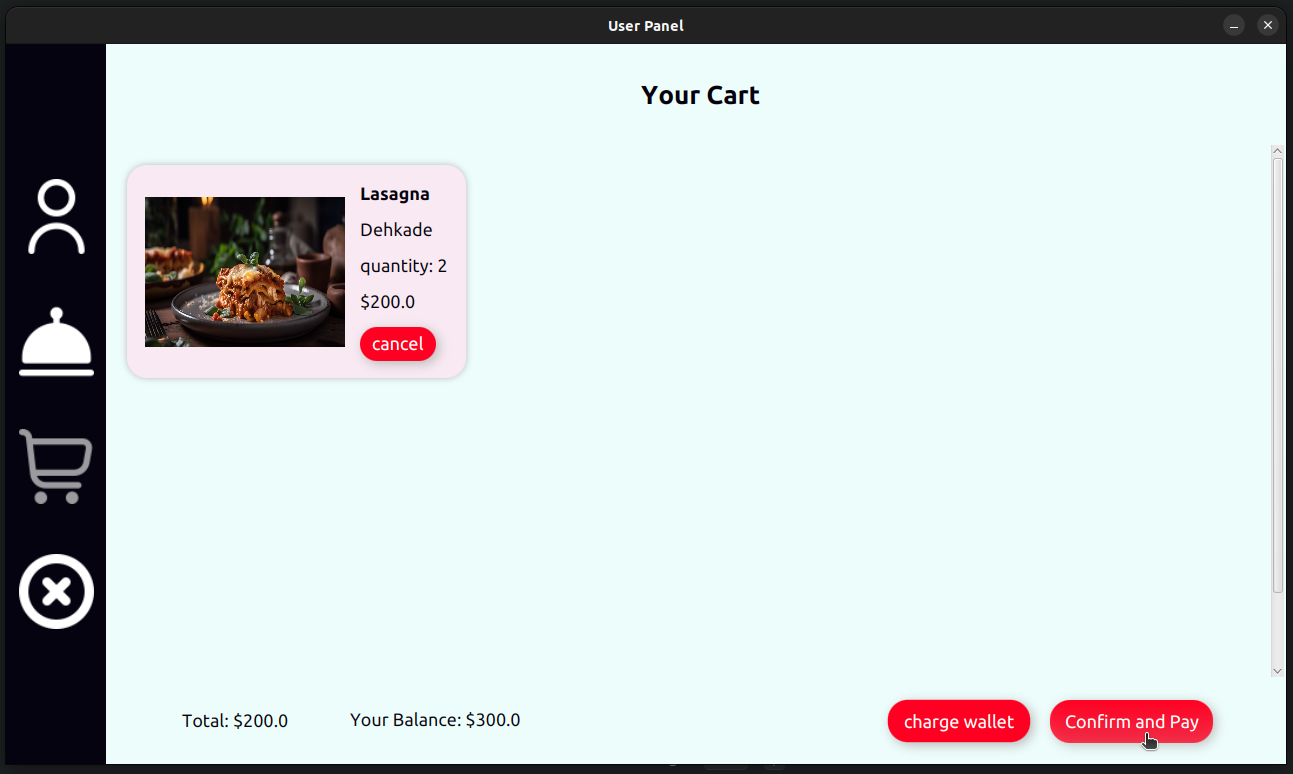 User Panel
Your Cart
Lasagna
Dehkade
quantity: 2
$200.0
cancel
Total: $200.0
Your Balance: $300.0
charge wallet
Confirm and Pay